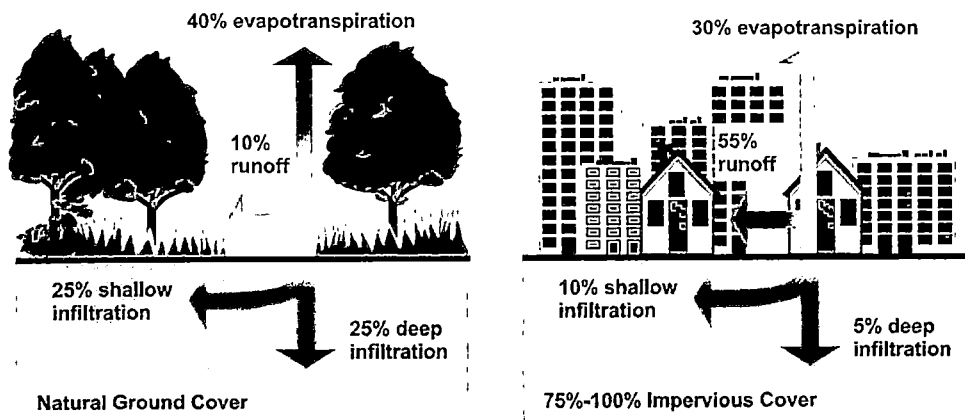 40% evapotranspiration
10%
runoff
25% shallow
infiltration
25% deep
infiltration
Natural Ground Cover
30% evapotranspiration
55%
runoff
10% shallow
infiltration
5% deep
infiltration
75%-100% Impervious Cover